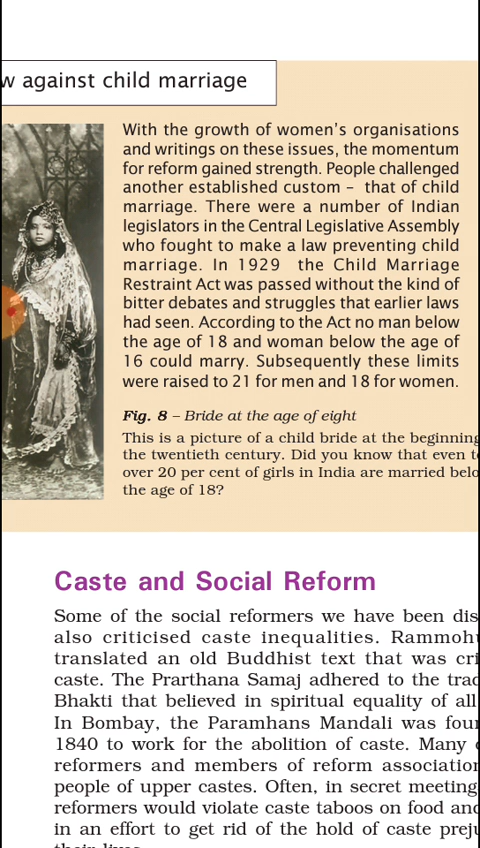 against child marriage
With the growth of women's organisations
and writings on these issues, the momentum
for reform gained strength. People challenged
another established custom – that of child
marriage. There were a number of Indian
legislators in the Central Legislative Assembly
who fought to make a law preventing child
marriage. In 1929 the Child Marriage
Restraint Act was passed without the kind of
bitter debates and struggles that earlier laws
had seen. According to the Act no man below
the age of 18 and woman below the age of
16 could marry. Subsequently these limits
were raised to 21 for men and 18 for women.
Fig. 8 – Bride at the age of eight
This is a picture of a child bride at the beginning
the twentieth century. Did you know that even
over 20 per cent of girls in India are married
the age of 18?
Caste and Social Reform
Some of the social reformers we have been
also criticised caste inequalities.
translated an old Buddhist text that was
caste. The Prarthana Samaj adhered to the
Bhakti that believed in spiritual equality of all
In Bombay, the Paramhans Mandali was
1840 to work for the abolition of caste. Many
reformers and members of reform
people of upper castes. Often, in secret
reformers would violate caste taboos on food
in an effort to get rid of the hold of caste